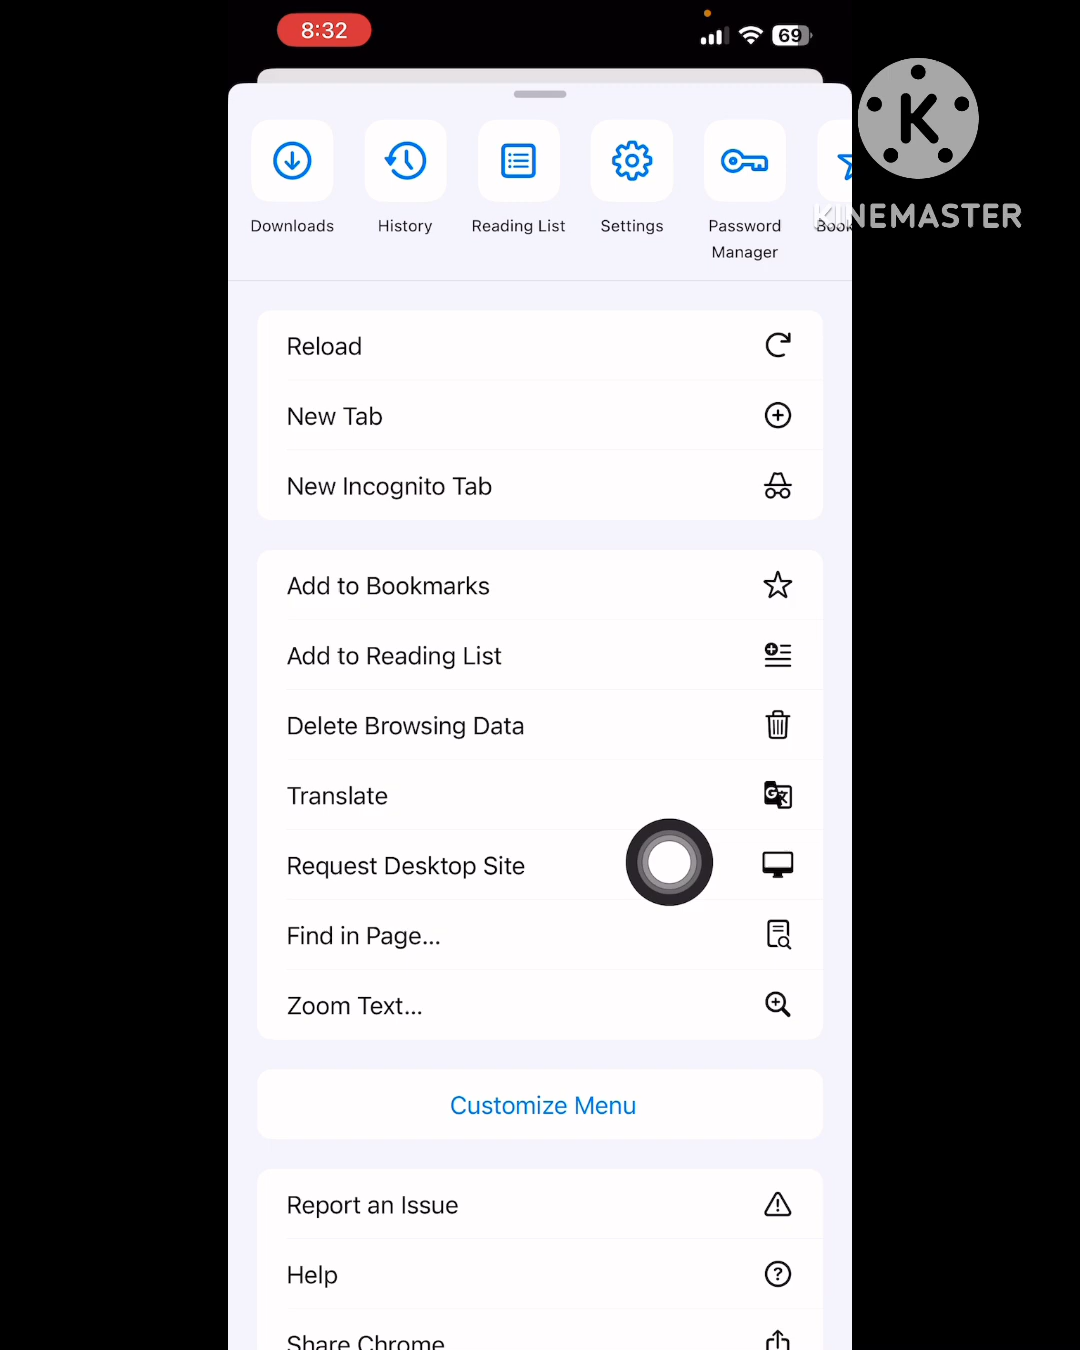 8:32
69
K
KINEMASTER
Downloads
History
Reading List
Settings
Password
Manager
Book
Reload
New Tab
New Incognito Tab
Add to Bookmarks
Add to Reading List
Delete Browsing Data
Translate
Request Desktop Site
Find in Page...
Zoom Text...
Customize Menu
Report an Issue
Help
Share Chrome